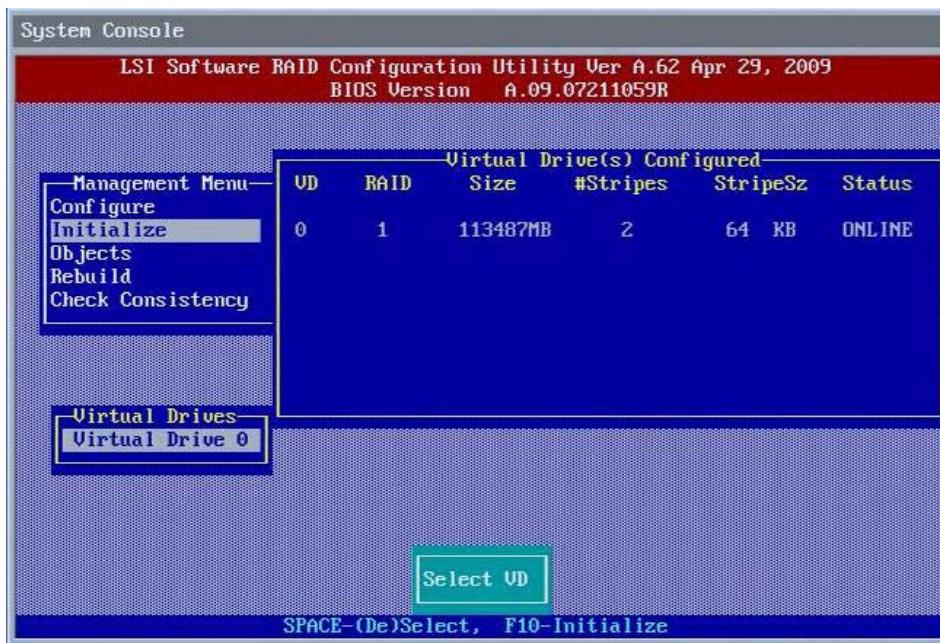 System Console
LSI Software RAID Configuration Utility Ver A.62 Apr 29, 2009
BIOS Version A.09.07211059R
Virtual Drive(s) Configured
VD RAID Size #Stripes StripeSz Status
0 1 113487MB 2 64 KB ONLINE
Management Menu
Configure
Initialize
Objects
Rebuild
Check Consistency
Virtual Drives
Virtual Drive 0
Select VD
SPACE-(De)Select, F10-Initialize